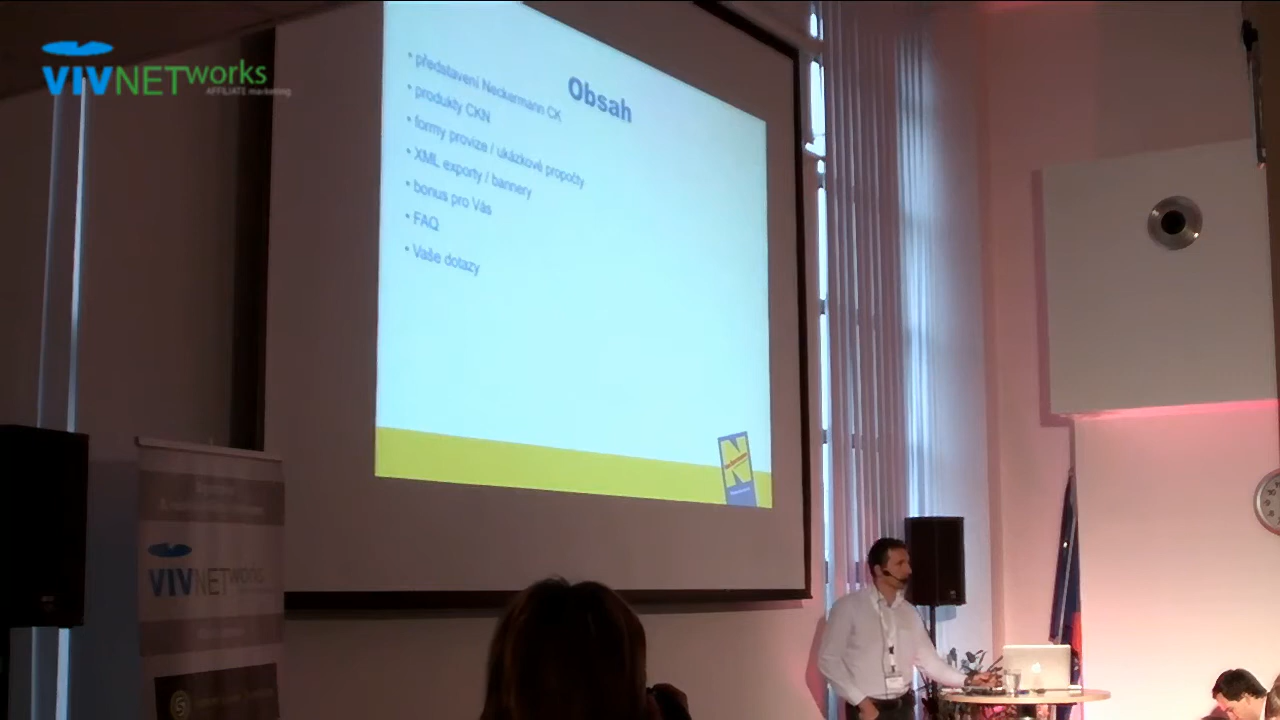 VIVNETworks
AFFILIATE marketing
Obsah
• představení Neckermann CK
• produkty CKN
• formy provize / ukázkové propočty
• XML exporty / bannery
• bonus pro Vás
• FAQ
• Vaše dotazy
N
VIVNETworks